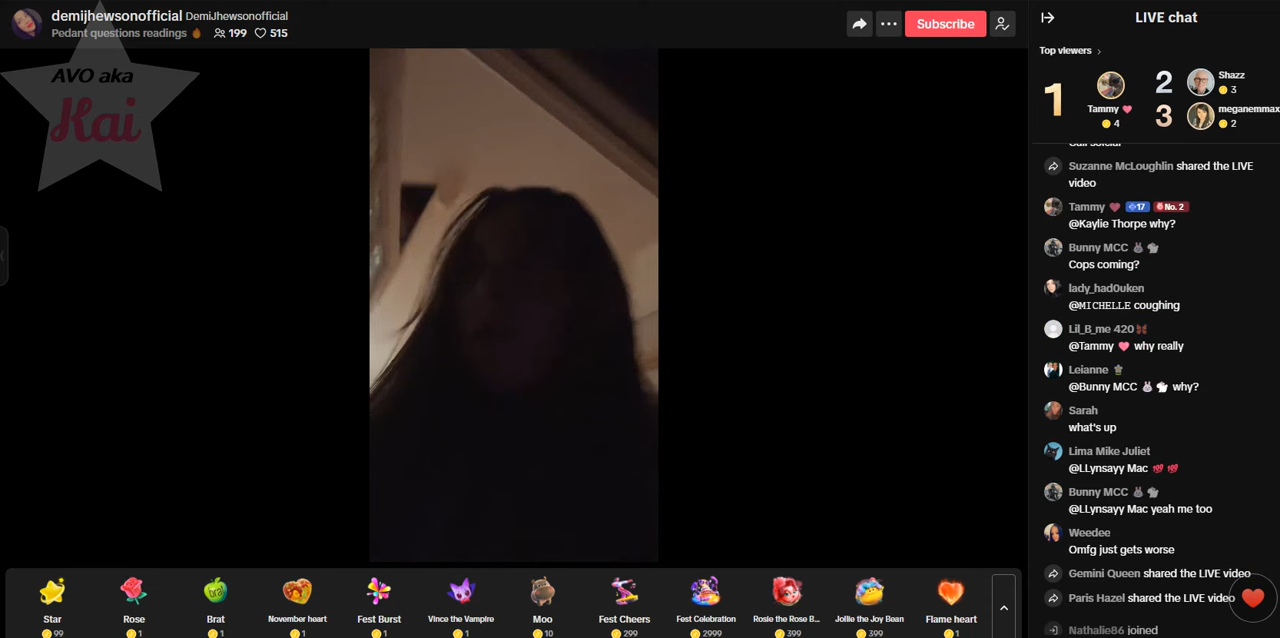 demijhewsonofficial DemiJHewsonofficial
Pedant questions readings 199 515
Subscribe
LIVE chat
AVO aka
Kai
Top viewers
1
Tammy
4
2
Shazz
3
3
meganemmax
2
Suzanne McLoughlin shared the LIVE
video
Tammy 17 No. 2
@Kaylie Thorpe why?
Bunny MCC
Cops coming?
lady_had0uken
@MICHELLE coughing
Lil_B_me 420
@Tammy why really
Leianne
@Bunny MCC why?
Sarah
what's up
Lima Mike Juliet
@LLynsayy Mac 💯 💯
Bunny MCC
@LLynsayy Mac yeah me too
Weedee
Omfg just gets worse
Gemini Queen shared the LIVE video
Paris Hazel shared the LIVE video
Nathalie86 joined
Star
99
Rose
1
brat
Brat
1
November heart
1
Fest Burst
1
Vince the Vampire
1
Moo
10
Fest Cheers
299
Fest Celebration
2999
Rosie the Rose B...
399
Jollie the Joy Bean
399
Flame heart
1